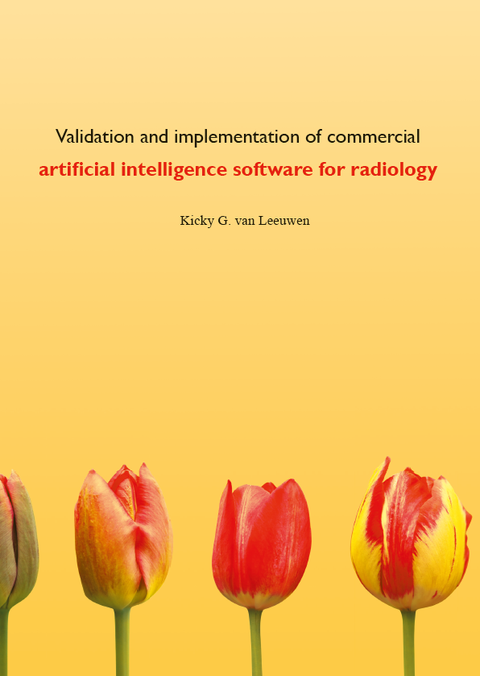 Validation and implementation of commercial
artificial intelligence software for radiology
Kicky G. van Leeuwen